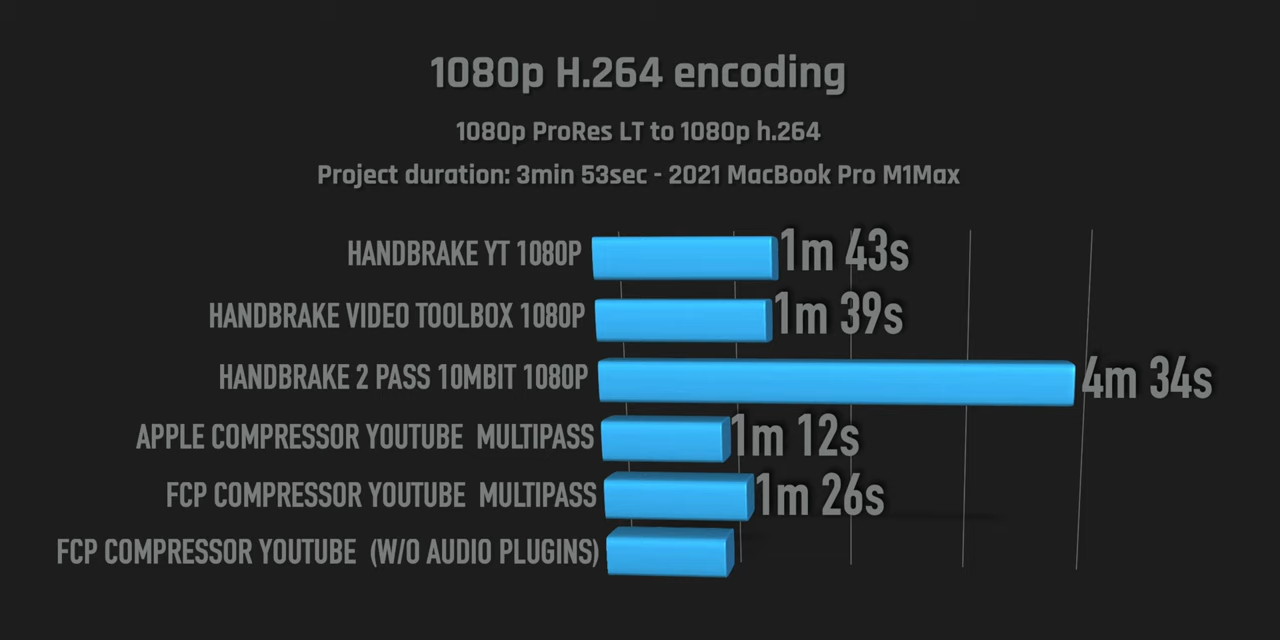 1080p H.264 encoding
1080p ProRes LT to 1080p h.264
Project duration: 3min 53sec - 2021 MacBook Pro M1Max
HANDBRAKE YT 1080P 1m 43s
HANDBRAKE VIDEO TOOLBOX 1080P 1m 39s
HANDBRAKE 2 PASS 10MBIT 1080P 4m 34s
APPLE COMPRESSOR YOUTUBE MULTIPASS 1m 12s
FCP COMPRESSOR YOUTUBE MULTIPASS 1m 26s
FCP COMPRESSOR YOUTUBE (W/O AUDIO PLUGINS)